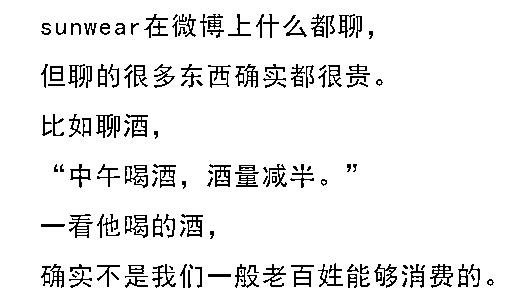 sunwear在微博上什么都聊，
但聊的很多东西确实都很贵。
比如聊酒，
“中午喝酒，酒量减半。”
一看他喝的酒，
确实不是我们一般老百姓能够消费的。